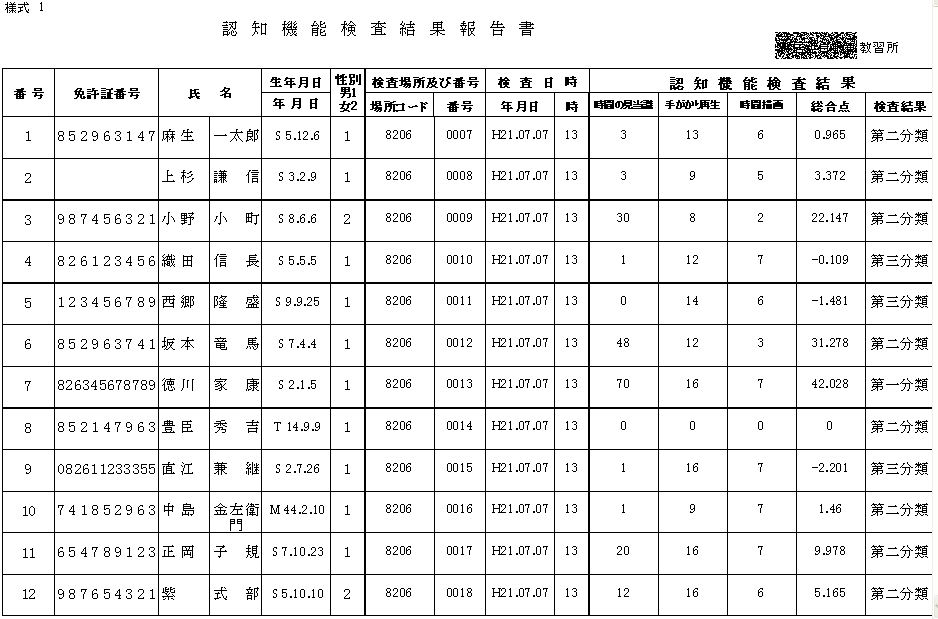 様式 1
認知機能検査結果報告書
教習所
番号 免許証番号 氏名 生年月日 性別 男1 女2 検査場所及び番号 検査日時 認知機能検査結果
年月日 場所コード 番号 年月日 時 時間の見当識 手がかり再生 時間描画 総合点 検査結果
1 852963147 麻生 一太郎 S5.12.6 1 8206 0007 H21.07.07 13 3 13 6 0.965 第二分類
2 上杉 謙信 S3.2.9 1 8206 0008 H21.07.07 13 3 9 5 3.372 第二分類
3 987456321 小野 小町 S8.6.6 2 8206 0009 H21.07.07 13 30 8 2 22.147 第二分類
4 826123456 織田 信長 S5.5.5 1 8206 0010 H21.07.07 13 1 12 7 -0.109 第三分類
5 123456789 西郷 隆盛 S9.9.25 1 8206 0011 H21.07.07 13 0 14 6 -1.481 第三分類
6 852963741 坂本 竜馬 S7.4.4 1 8206 0012 H21.07.07 13 48 12 3 31.278 第二分類
7 826345678789 徳川 家康 S2.1.5 1 8206 0013 H21.07.07 13 70 16 7 42.028 第一分類
8 852147963 豊臣 秀吉 T14.9.9 1 8206 0014 H21.07.07 13 0 0 0 0 第二分類
9 082611233355 直江 兼継 S2.7.26 1 8206 0015 H21.07.07 13 1 16 7 -2.201 第三分類
10 741852963 中島 金左衛門 M44.2.10 1 8206 0016 H21.07.07 13 1 9 7 1.46 第二分類
11 654789123 正岡 子規 S7.10.23 1 8206 0017 H21.07.07 13 20 16 7 9.978 第二分類
12 987654321 紫 式部 S5.10.10 2 8206 0018 H21.07.07 13 12 16 6 5.165 第二分類